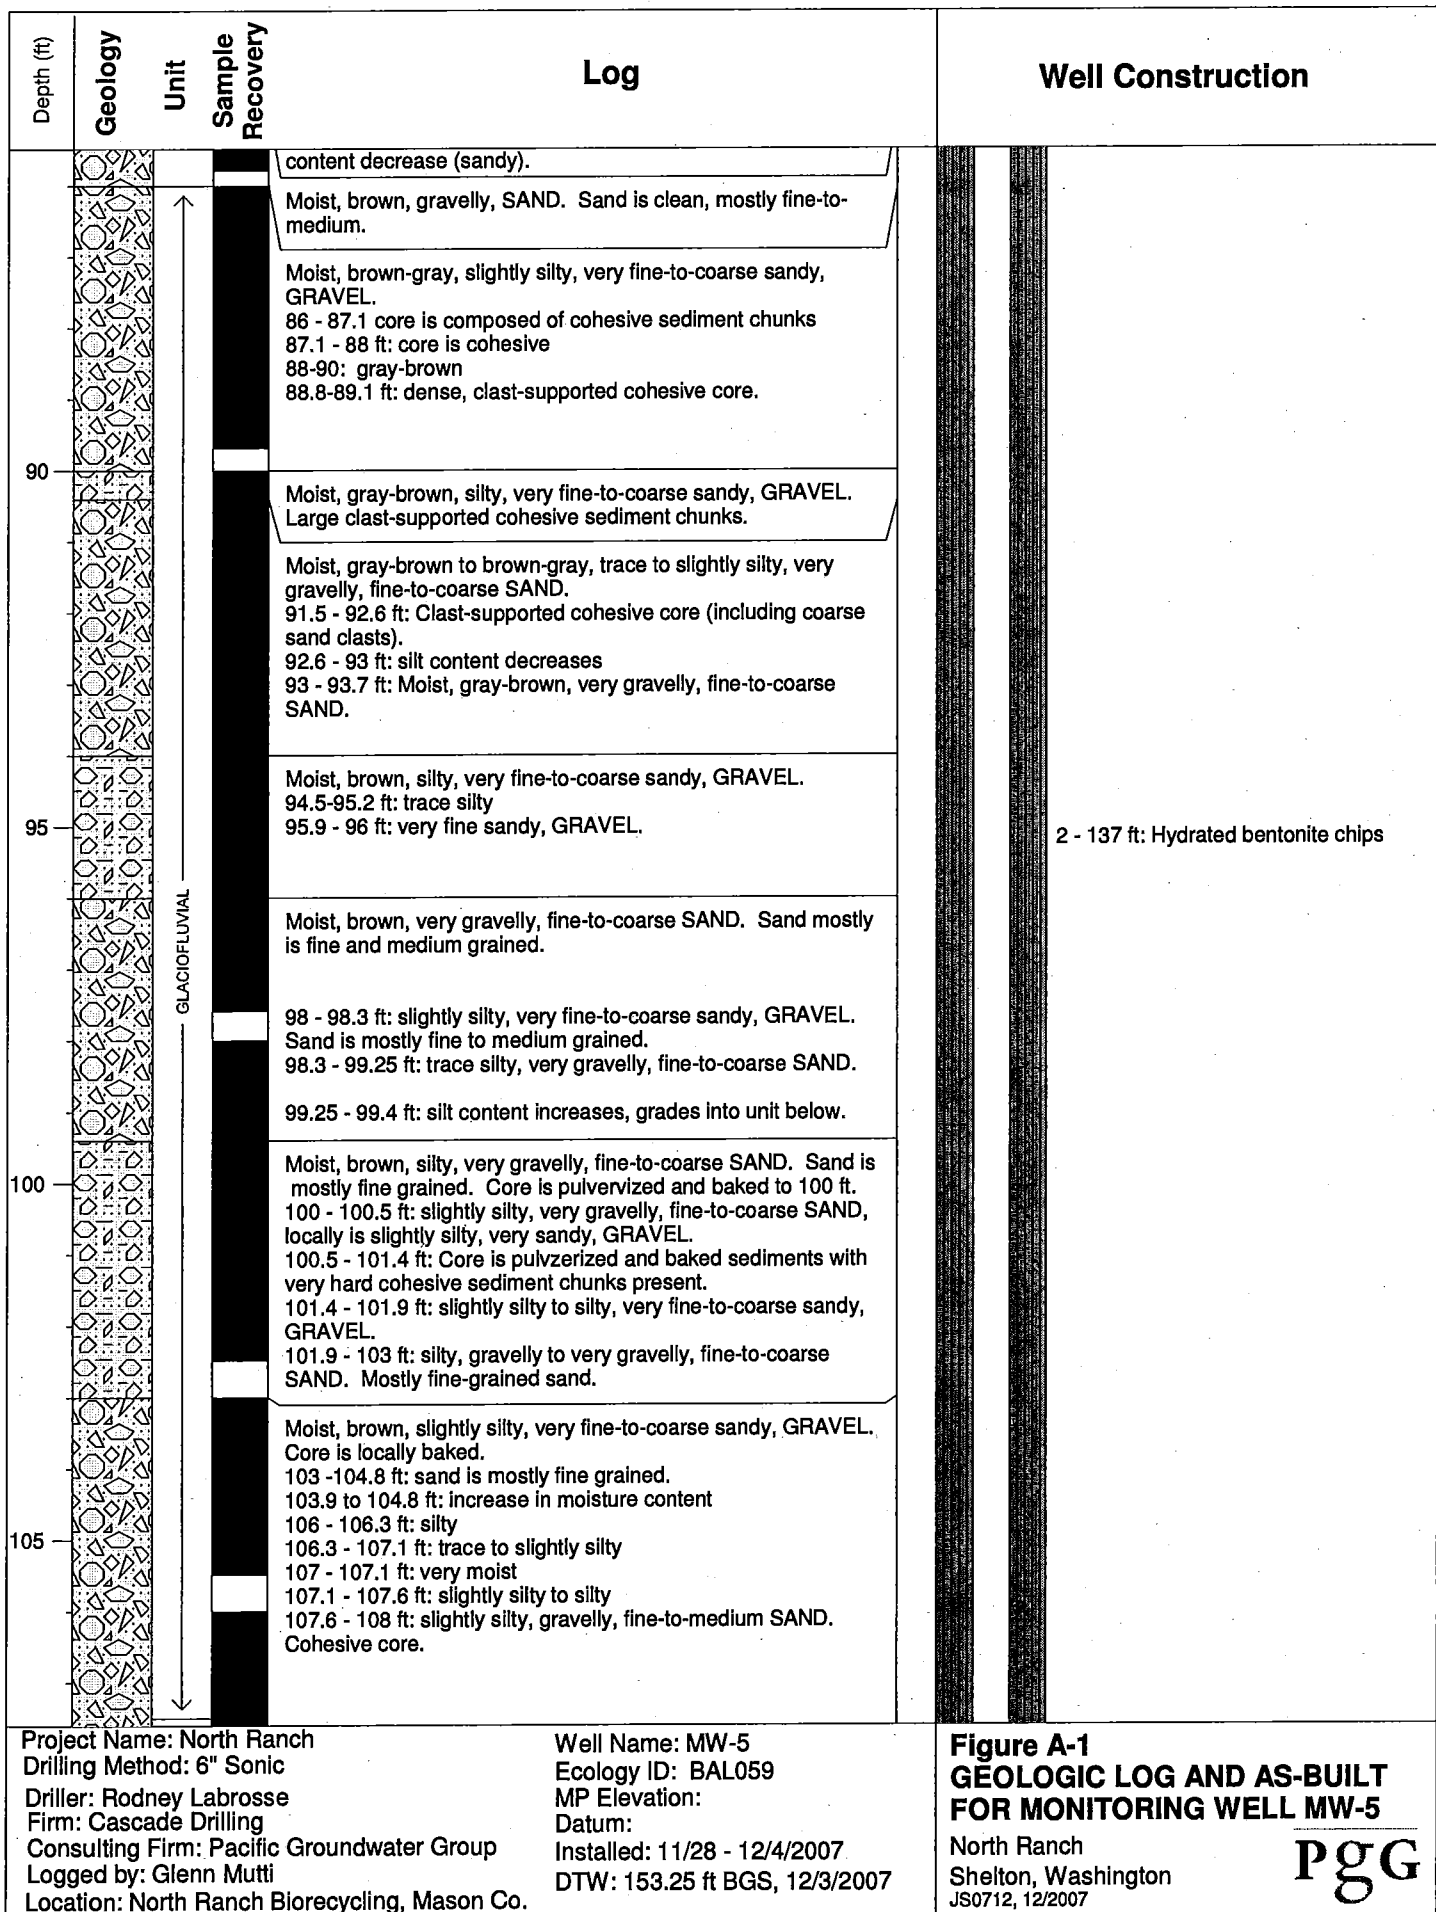 Depth (ft)
Geology
Unit
Sample
Recovery
Log
Well Construction
content decrease (sandy).
Moist, brown, gravelly, SAND. Sand is clean, mostly fine-to-
medium.
Moist, brown-gray, slightly silty, very fine-to-coarse sandy,
GRAVEL.
86 - 87.1 core is composed of cohesive sediment chunks
87.1 - 88 ft: core is cohesive
88-90: gray-brown
88.8-89.1 ft: dense, clast-supported cohesive core.
90
Moist, gray-brown, silty, very fine-to-coarse sandy, GRAVEL.
Large clast-supported cohesive sediment chunks.
Moist, gray-brown to brown-gray, trace to slightly silty, very
gravelly, fine-to-coarse SAND.
91.5 - 92.6 ft: Clast-supported cohesive core (including coarse
sand clasts).
92.6 - 93 ft: silt content decreases
93 - 93.7 ft: Moist, gray-brown, very gravelly, fine-to-coarse
SAND.
Moist, brown, silty, very fine-to-coarse sandy, GRAVEL.
94.5-95.2 ft: trace silty
95
95.9 - 96 ft: very fine sandy, GRAVEL.
2 - 137 ft: Hydrated bentonite chips
GLACIOFLUVIAL
Moist, brown, very gravelly, fine-to-coarse SAND. Sand mostly
is fine and medium grained.
98 - 98.3 ft: slightly silty, very fine-to-coarse sandy, GRAVEL.
Sand is mostly fine to medium grained.
98.3 - 99.25 ft: trace silty, very gravelly, fine-to-coarse SAND.
99.25 - 99.4 ft: silt content increases, grades into unit below.
Moist, brown, silty, very gravelly, fine-to-coarse SAND. Sand is
mostly fine grained. Core is pulvervized and baked to 100 ft.
100
100 - 100.5 ft: slightly silty, very gravelly, fine-to-coarse SAND,
locally is slightly silty, very sandy, GRAVEL.
100.5 - 101.4 ft: Core is pulvzerized and baked sediments with
very hard cohesive sediment chunks present.
101.4 - 101.9 ft: slightly silty to silty, very fine-to-coarse sandy,
GRAVEL.
101.9 - 103 ft: silty, gravelly to very gravelly, fine-to-coarse
SAND. Mostly fine-grained sand.
Moist, brown, slightly silty, very fine-to-coarse sandy, GRAVEL.
Core is locally baked.
103 -104.8 ft: sand is mostly fine grained.
103.9 to 104.8 ft: increase in moisture content
106 - 106.3 ft: silty
105
106.3 - 107.1 ft: trace to slightly silty
107 - 107.1 ft: very moist
107.1 - 107.6 ft: slightly silty to silty
107.6 - 108 ft: slightly silty, gravelly, fine-to-medium SAND.
Cohesive core.
Project Name: North Ranch
Drilling Method: 6" Sonic
Driller: Rodney Labrosse
Firm: Cascade Drilling
Consulting Firm: Pacific Groundwater Group
Logged by: Glenn Mutti
Location: North Ranch Biorecycling, Mason Co.
Well Name: MW-5
Ecology ID: BAL059
MP Elevation:
Datum:
Installed: 11/28 - 12/4/2007
DTW: 153.25 ft BGS, 12/3/2007
Figure A-1
GEOLOGIC LOG AND AS-BUILT
FOR MONITORING WELL MW-5
North Ranch
Shelton, Washington
JS0712, 12/2007
PgG